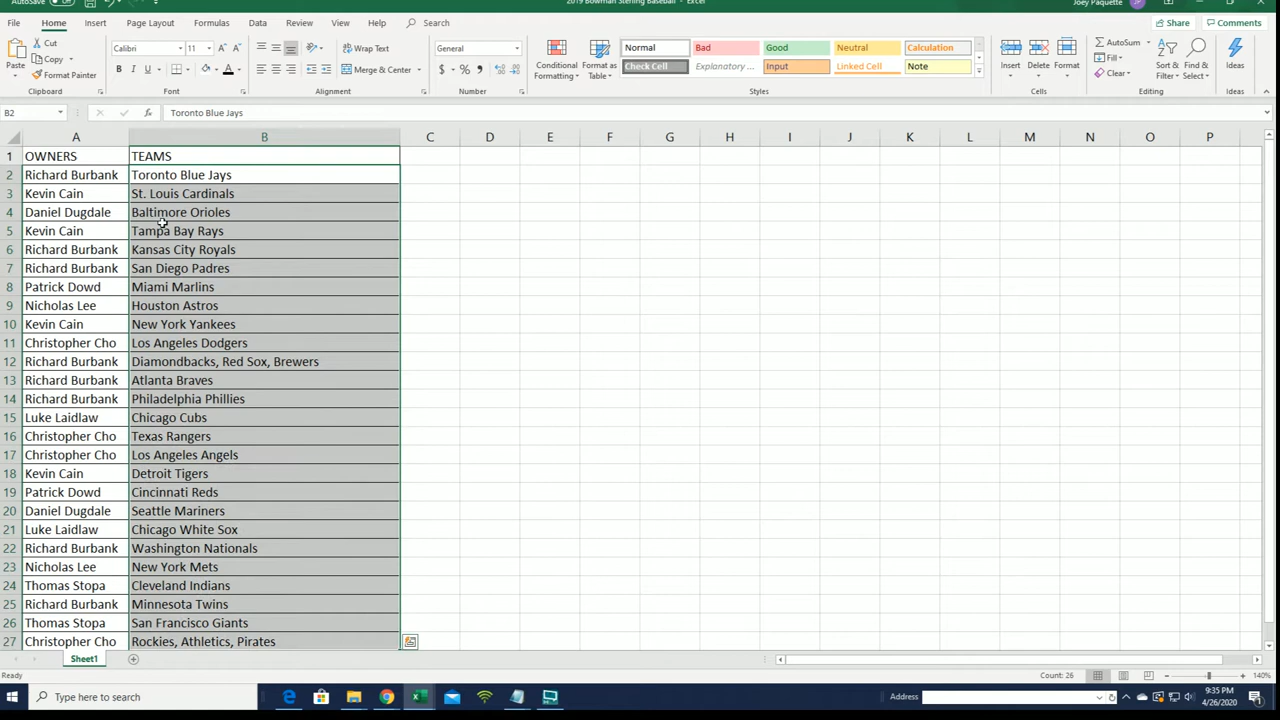 AutoSave
2019 Bowman Sterling Baseball - Excel
Joey Paquette
JP
File Home Insert Page Layout Formulas Data Review View Help Search
Share Comments
Paste
Cut
Copy
Format Painter
Clipboard
Calibri 11
B I U
Font
Wrap Text
Merge & Center
Alignment
General
$ % ,
Number
Conditional Formatting
Format as Table
Normal Bad Good Neutral Calculation
Check Cell Explanatory ... Input Linked Cell Note
Styles
Insert Delete Format
Cells
AutoSum
Fill
Clear
Sort & Filter
Find & Select
Editing
Ideas
Ideas
B2 fx Toronto Blue Jays
A B C D E F G H I J K L M N O P
1 OWNERS TEAMS
2 Richard Burbank Toronto Blue Jays
3 Kevin Cain St. Louis Cardinals
4 Daniel Dugdale Baltimore Orioles
5 Kevin Cain Tampa Bay Rays
6 Richard Burbank Kansas City Royals
7 Richard Burbank San Diego Padres
8 Patrick Dowd Miami Marlins
9 Nicholas Lee Houston Astros
10 Kevin Cain New York Yankees
11 Christopher Cho Los Angeles Dodgers
12 Richard Burbank Diamondbacks, Red Sox, Brewers
13 Richard Burbank Atlanta Braves
14 Richard Burbank Philadelphia Phillies
15 Luke Laidlaw Chicago Cubs
16 Christopher Cho Texas Rangers
17 Christopher Cho Los Angeles Angels
18 Kevin Cain Detroit Tigers
19 Patrick Dowd Cincinnati Reds
20 Daniel Dugdale Seattle Mariners
21 Luke Laidlaw Chicago White Sox
22 Richard Burbank Washington Nationals
23 Nicholas Lee New York Mets
24 Thomas Stopa Cleveland Indians
25 Richard Burbank Minnesota Twins
26 Thomas Stopa San Francisco Giants
27 Christopher Cho Rockies, Athletics, Pirates
Sheet1
Ready
Count: 26
140%
Type here to search
Address
9:35 PM
4/26/2020